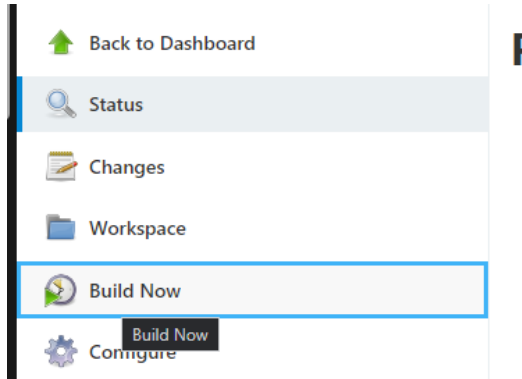 Back to Dashboard
Status
Changes
Workspace
Build Now
Build Now
Configure